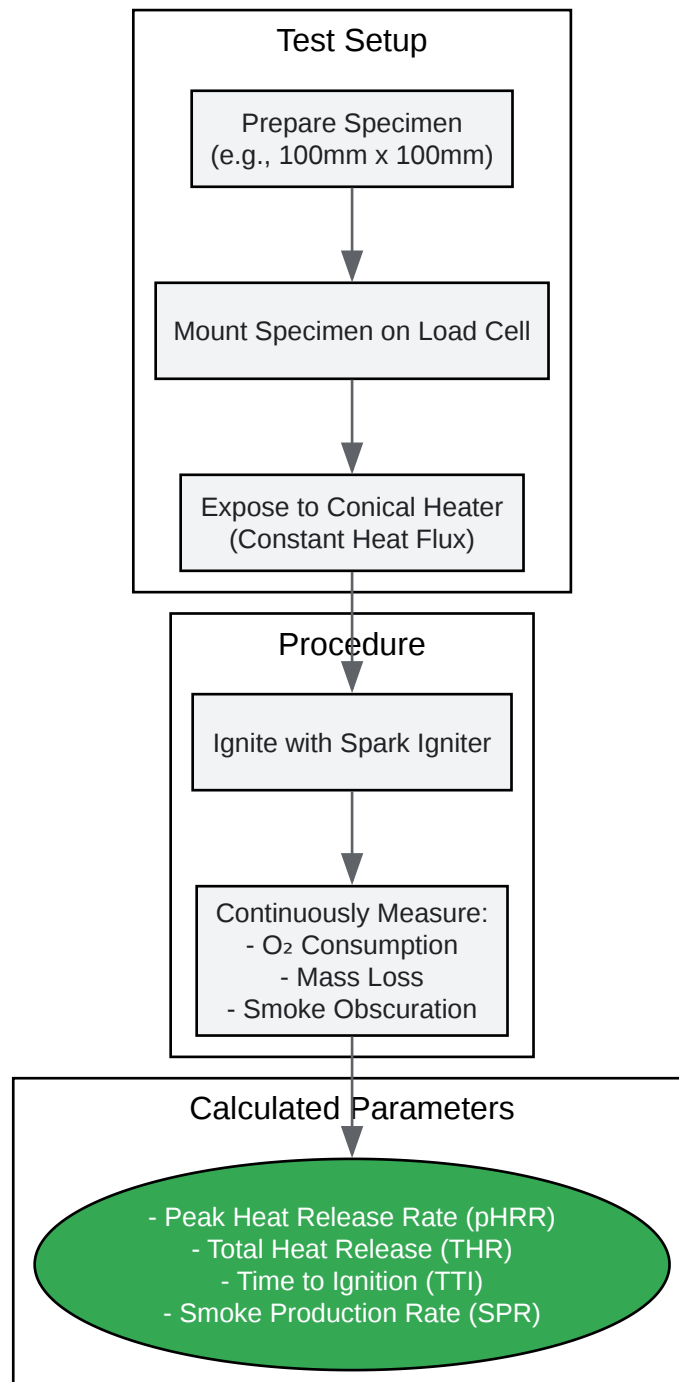 Test Setup
Prepare Specimen
(e.g., 100mm x 100mm)
Mount Specimen on Load Cell
Expose to Conical Heater
(Constant Heat Flux)
Procedure
Ignite with Spark Igniter
Continuously Measure:
- O₂ Consumption
- Mass Loss
- Smoke Obscuration
Calculated Parameters
- Peak Heat Release Rate (pHRR)
- Total Heat Release (THR)
- Time to Ignition (TTI)
- Smoke Production Rate (SPR)